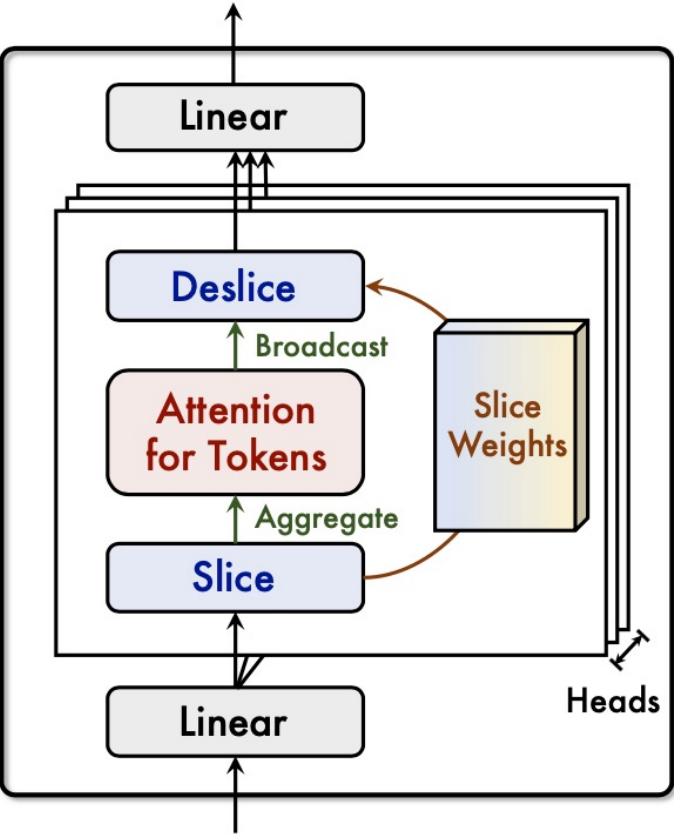 Linear
Deslice
Broadcast
Attention
for Tokens
Slice
Weights
Aggregate
Slice
Linear
Heads